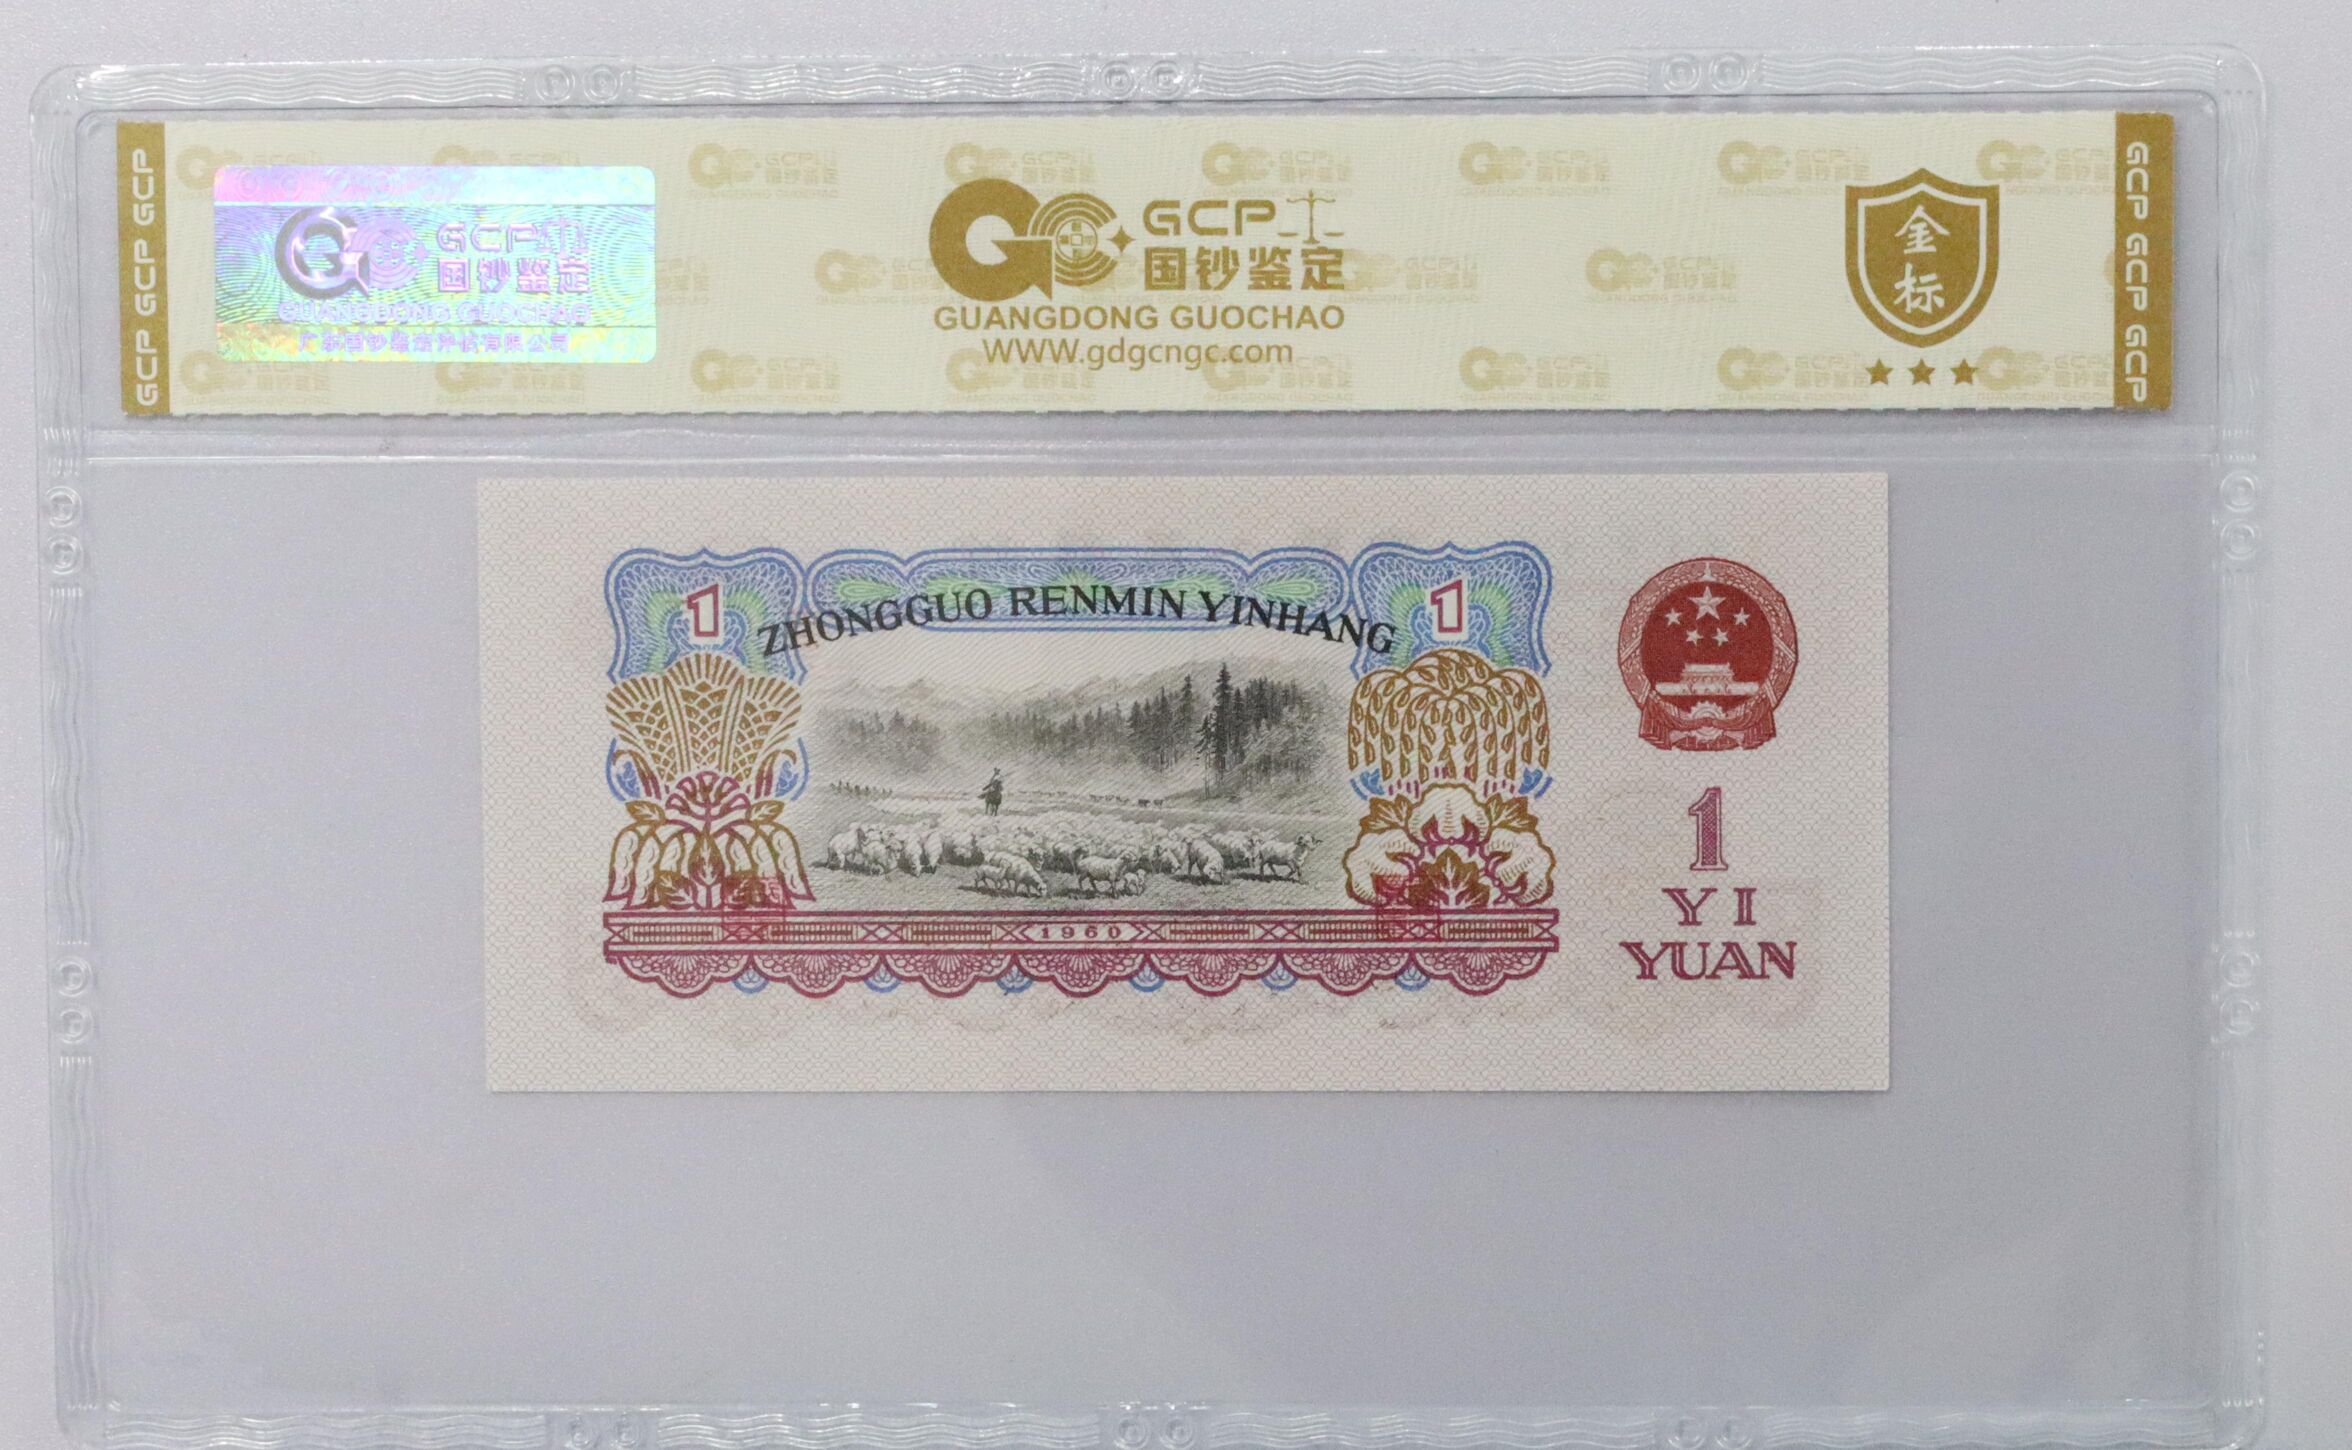 GCP GCP GCP
GCP 国钞鉴定
GUANGDONG GUOCHAO
广东国钞鉴定评估有限公司
GCP
国钞鉴定
GUANGDONG GUOCHAO
WWW.gdgcngc.com
金
标
GCP GCP GCP
1
ZHONGGUO RENMIN YINHANG
1
1
YI
YUAN
1960